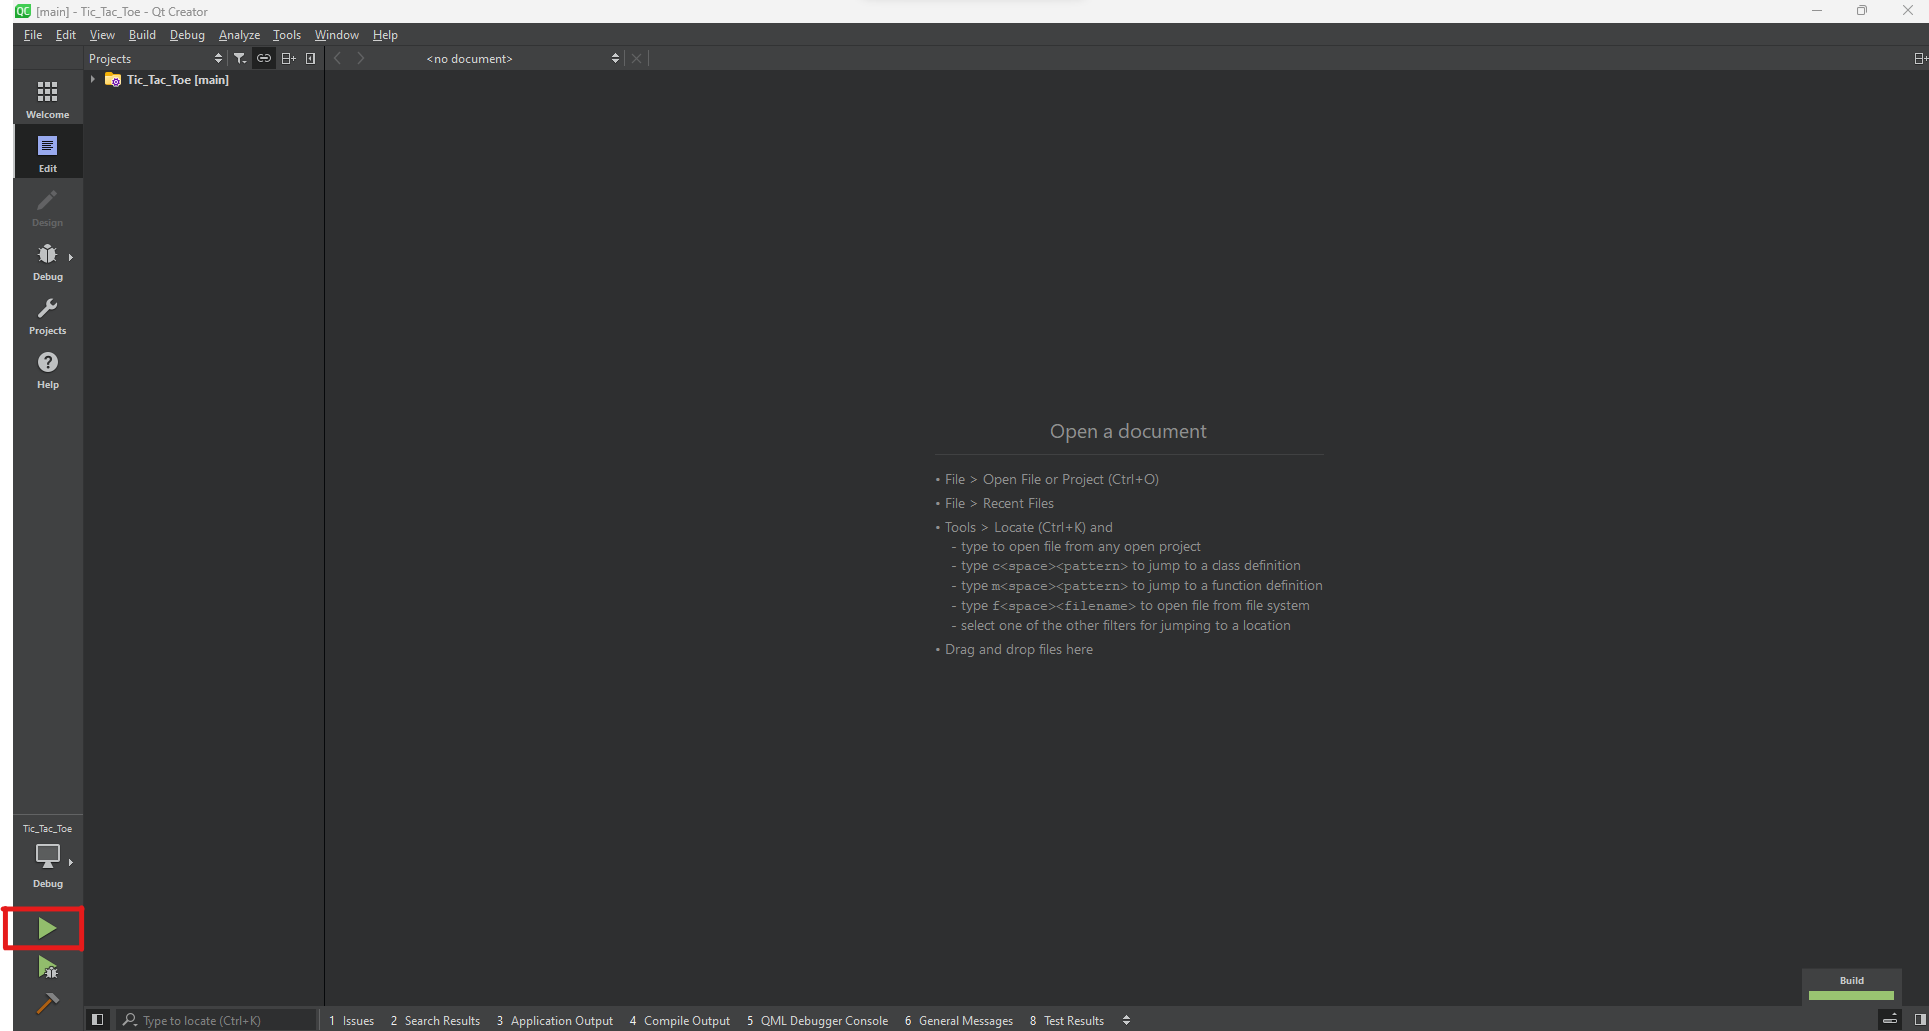 QC [main] - Tic_Tac_Toe - Qt Creator
File Edit View Build Debug Analyze Tools Window Help
Projects <no document>
Tic_Tac_Toe [main]
Welcome
Edit
Design
Debug
Projects
? Help
Open a document
• File > Open File or Project (Ctrl+O)
• File > Recent Files
• Tools > Locate (Ctrl+K) and
- type to open file from any open project
- type c<space><pattern> to jump to a class definition
- type m<space><pattern> to jump to a function definition
- type f<space><filename> to open file from file system
- select one of the other filters for jumping to a location
• Drag and drop files here
Tic_Tac_Toe
Debug
Build
Type to locate (Ctrl+K) 1 Issues 2 Search Results 3 Application Output 4 Compile Output 5 QML Debugger Console 6 General Messages 8 Test Results